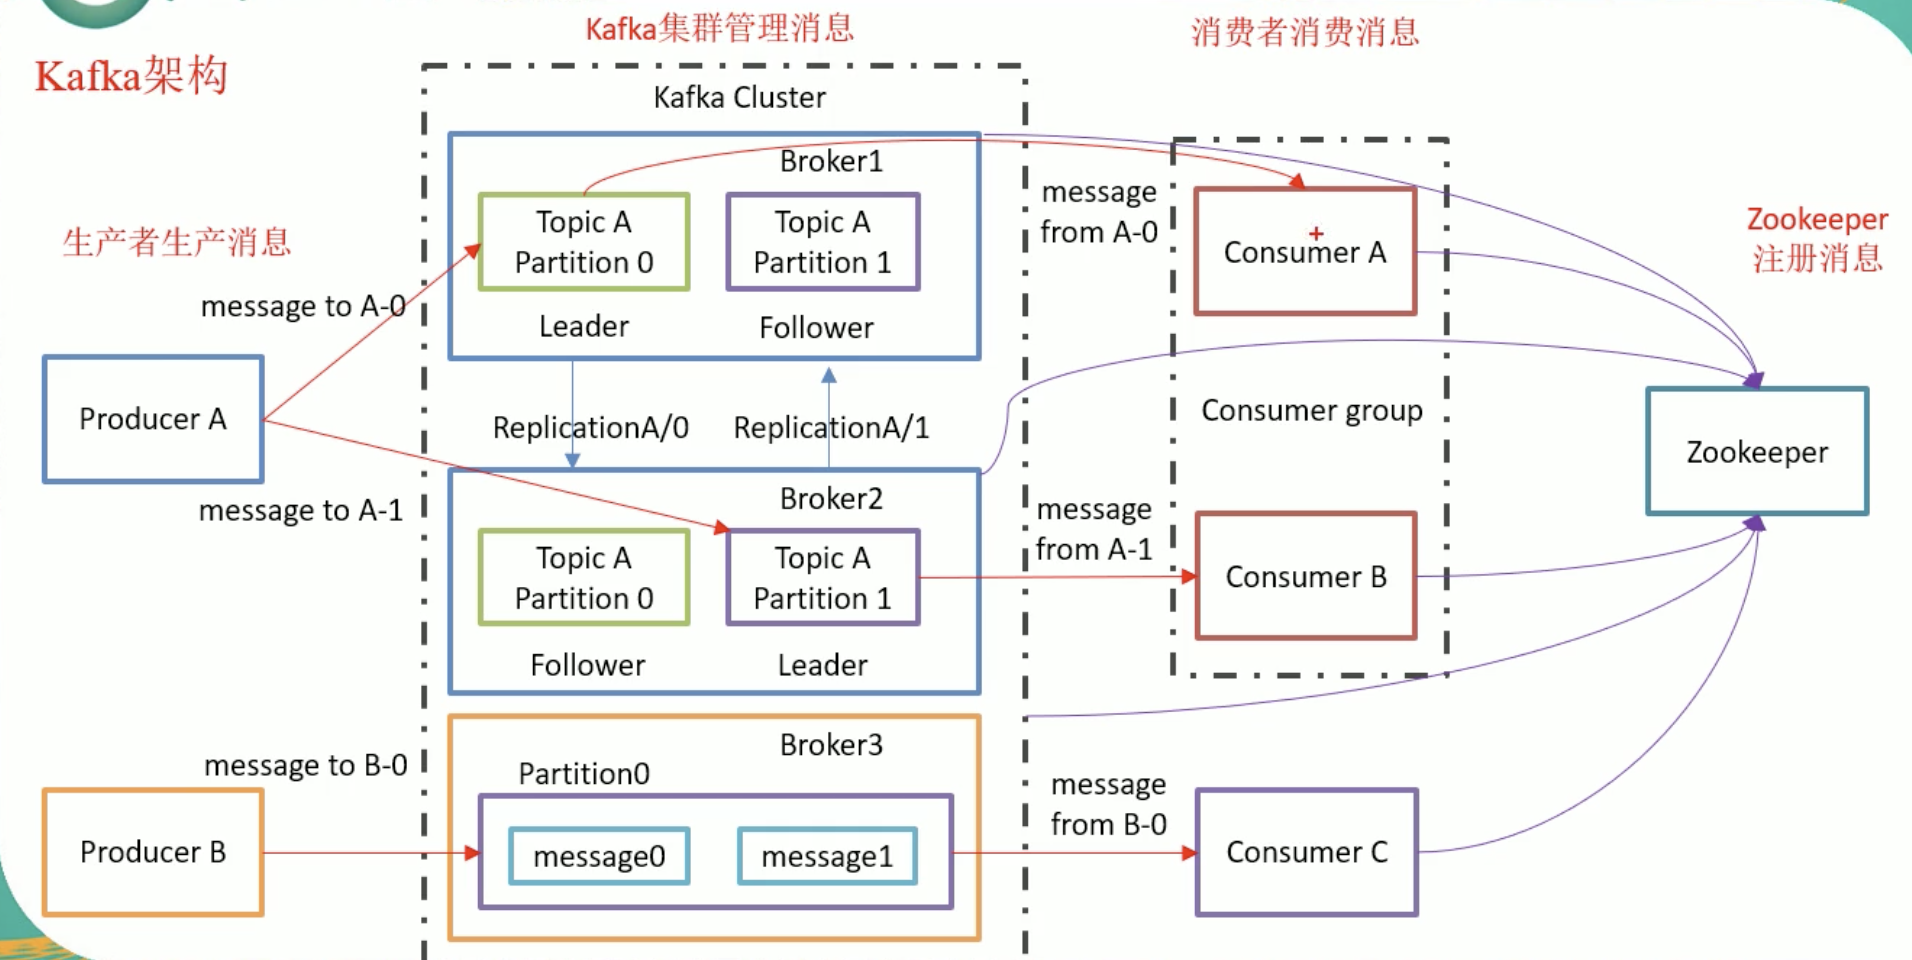 Kafka架构
Kafka集群管理消息
消费者消费消息
Kafka Cluster
Broker1
Topic A
Partition 0
Topic A
Partition 1
Leader
Follower
生产者生产消息
message to A-0
message
from A-0
Consumer A
Zookeeper
注册消息
Producer A
ReplicationA/0
ReplicationA/1
Consumer group
Zookeeper
message to A-1
Broker2
Topic A
Partition 0
Topic A
Partition 1
Follower
Leader
message
from A-1
Consumer B
message to B-0
Broker3
Partition0
message0
message1
Producer B
message
from B-0
Consumer C